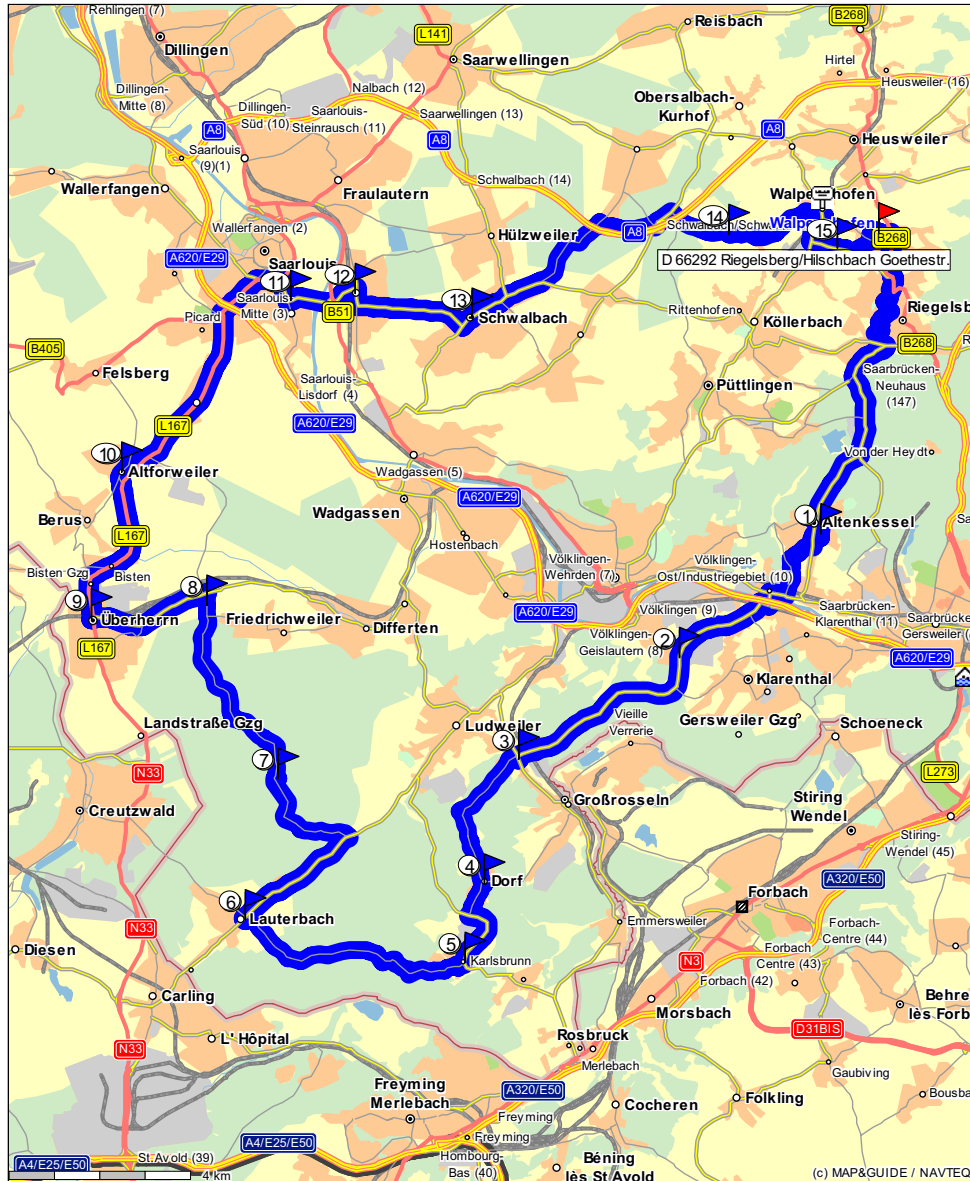 Rehlingen (7)
Dillingen
L141
Reisbach
B268
Saarwellingen
Hirtel
Heusweiler (16)
Dillingen-
Mitte (8)
Nalbach (12)
Obersalbach-
Kurhof
Dillingen-
Süd (10)
Saarlouis-
Steinrausch (11)
Saarwellingen (13)
A8
A8
A8
Heusweiler
Saarlouis
(9)(1)
Wallerfangen
Fraulautern
Schwalbach (14)
Walpershofen
14
Schwalbach/Schw
Walpershofen
15
B268
Wallerfangen (2)
Hülzweiler
A8
A620/E29
Saarlouis
D 66292 Riegelsberg/Hilschbach Goethestr.
11
12
Saarlouis-
Mitte (3)
13
Rittenhofen
Riegelsb
Picard
B51
Schwalbach
Köllerbach
B405
B268
Felsberg
Saarlouis-
Lisdorf (4)
Püttlingen
Saarbrücken-
Neuhaus
(147)
L167
A620/E29
10
Altforweiler
Wadgassen (5)
Von der Heydt
Wadgassen
A620/E29
Berus
L167
1
Altenkessel
Hostenbach
Bisten Gzg
Bisten
Völklingen-
Wehrden (7)
Völklingen-
Ost/Industriegebiet (10)
8
9
Überherrn
Friedrichweiler
Differten
A620/E29
Völklingen (9)
Saarbrücken-
Klarenthal (11)
Saarbrücke
Gersweiler (
2
Völklingen-
Geislautern (8)
A620/E29
L167
Klarenthal
Landstraße Gzg
Ludweiler
Vieille
Verrerie
Gersweiler Gzg
Schoeneck
3
7
N33
L273
Creutzwald
Großrosseln
Stiring
Wendel
Stiring-
Wendel (45)
4
Dorf
A320/E50
6
Lauterbach
Forbach
N33
Emmersweiler
Forbach-
Centre (44)
5
Diesen
Karlsbrunn
Forbach
Centre (43)
N3
Forbach (42)
Carling
Morsbach
Behre
lès Forb
L' Hôpital
D31BIS
Rosbruck
N33
Merlebach
Gaubiving
Freyming
Merlebach
A320/E50
Cocheren
Folkling
Bousba
Freyming
Freyming
A4/E25/E50
St.Avold (39)
A4/E25/E50
Hombourg-
Bas (40)
Béning
lès St Avold
4 km
(c) MAP&GUIDE / NAVTEQ